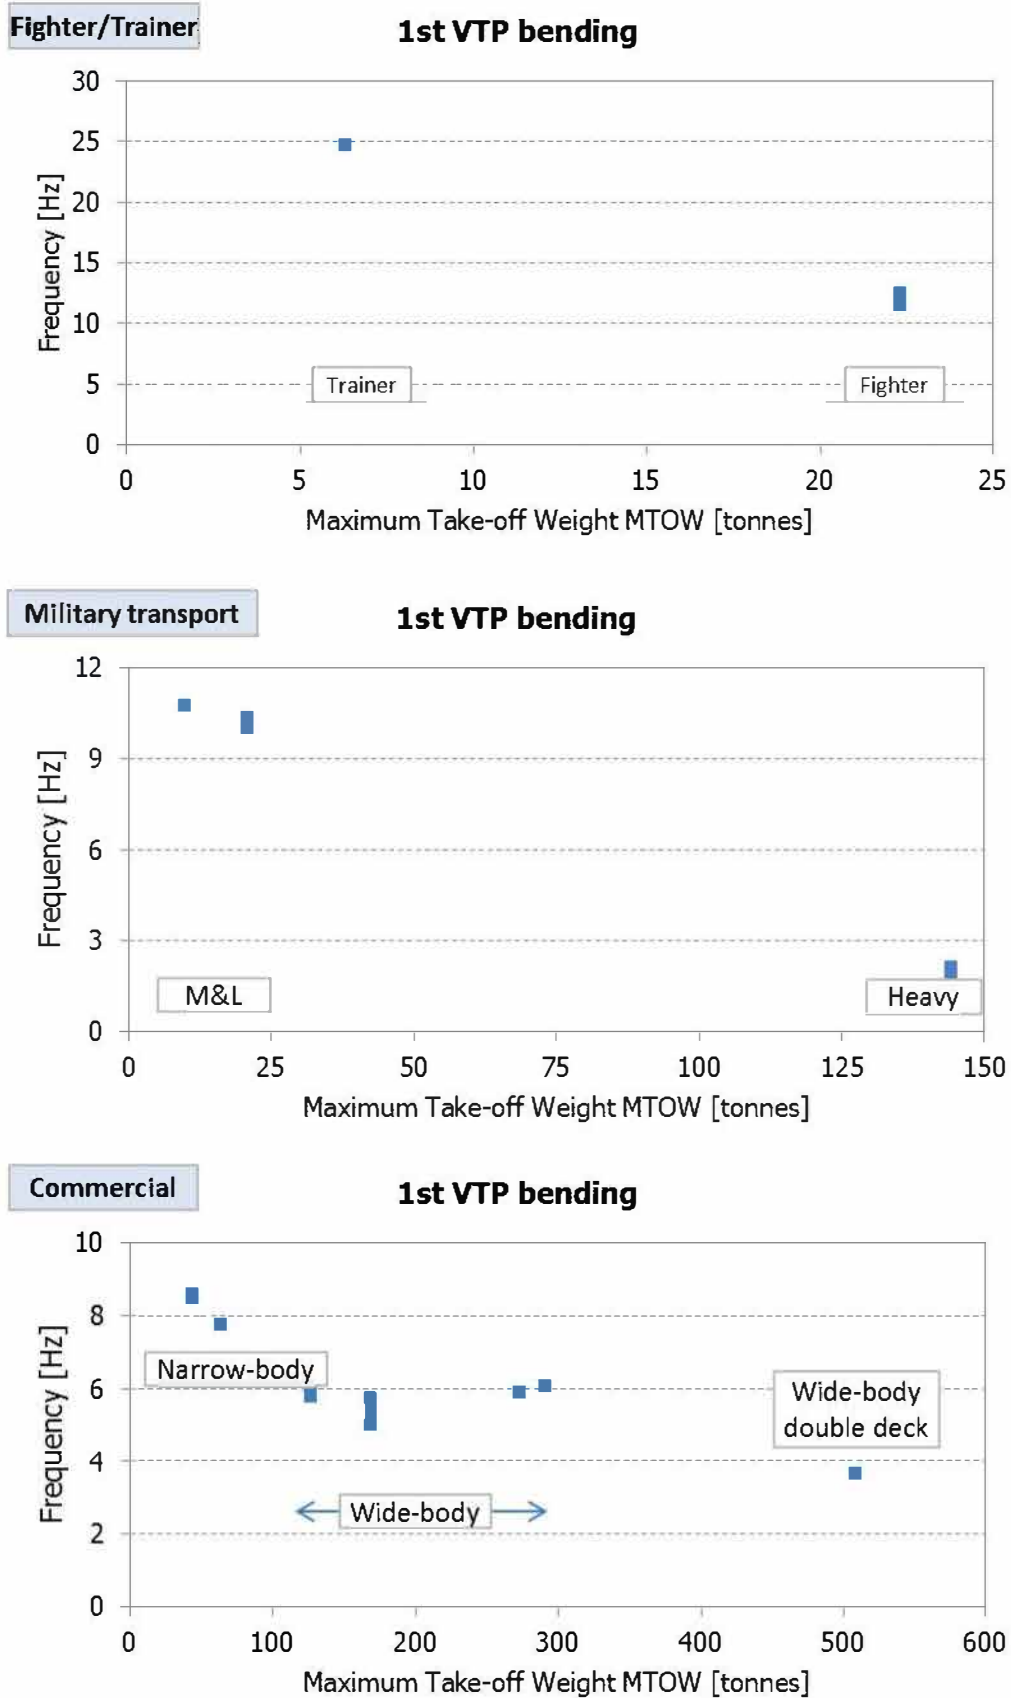 Fighter/Trainer
1st VTP bending
30
25
20
15
10
5
0
Frequency [Hz]
Trainer
Fighter
0 5 10 15 20 25
Maximum Take-off Weight MTOW [tonnes]
Military transport
1st VTP bending
12
9
6
3
0
Frequency [Hz]
M&L
Heavy
0 25 50 75 100 125 150
Maximum Take-off Weight MTOW [tonnes]
Commercial
1st VTP bending
10
8
6
4
2
0
Frequency [Hz]
Narrow-body
Wide-body
double deck
Wide-body
0 100 200 300 400 500 600
Maximum Take-off Weight MTOW [tonnes]